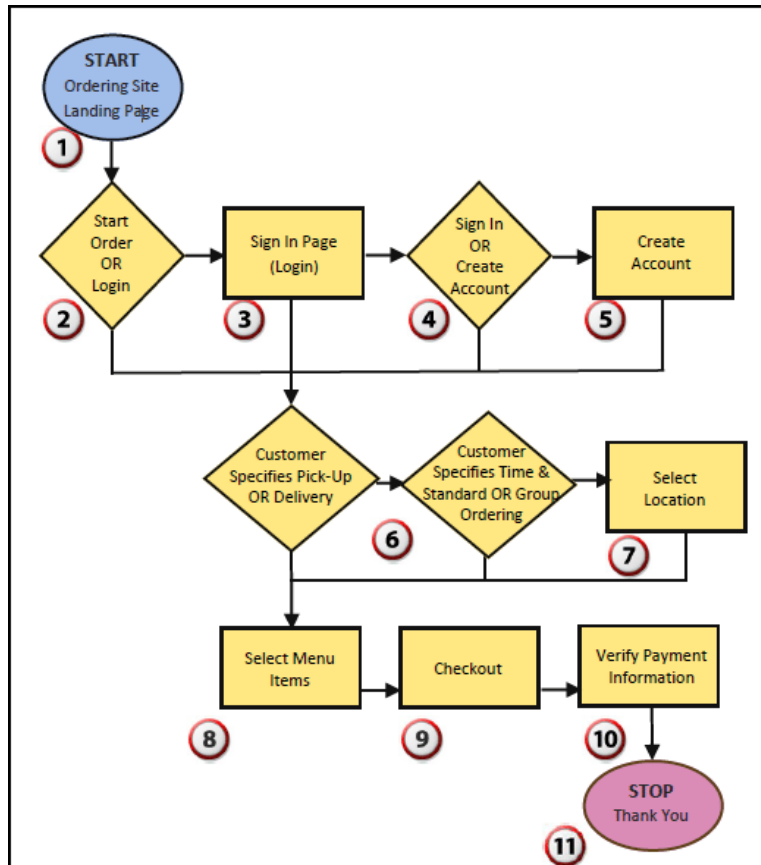 START
Ordering Site
Landing Page
1
Start
Order
OR
Login
2
Sign In Page
(Login)
3
Sign In
OR
Create
Account
4
Create
Account
5
Customer
Specifies Pick-Up
OR Delivery
Customer
Specifies Time &
Standard OR Group
Ordering
6
Select
Location
7
Select Menu
Items
8
Checkout
9
Verify Payment
Information
10
STOP
Thank You
11